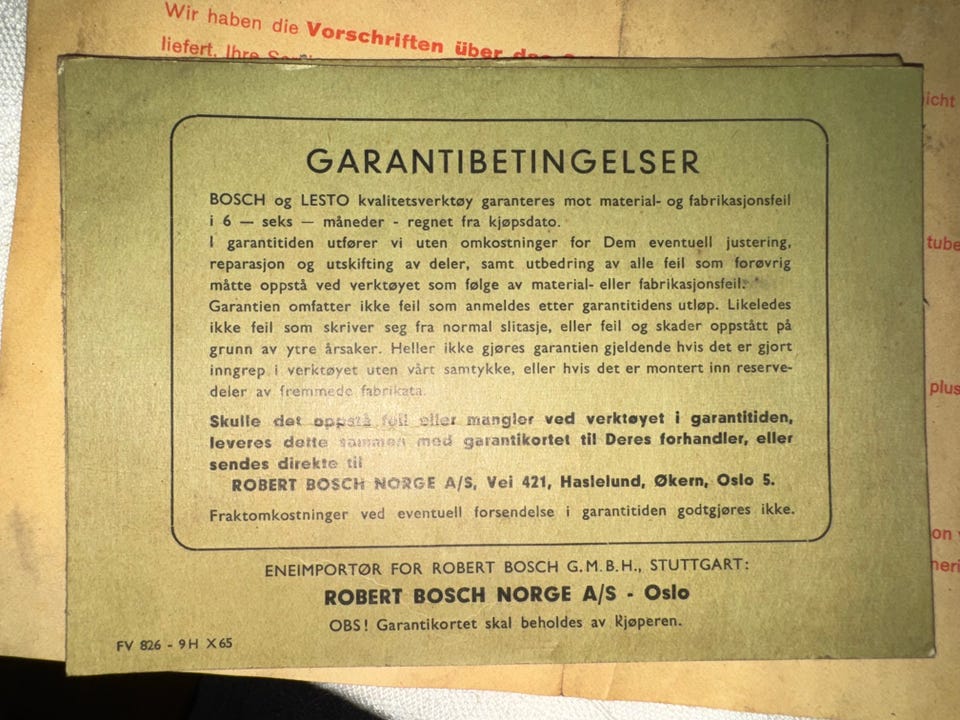 Wir haben die Vorschriften über
liefert. Ihre
nicht
tube
plus
on
GARANTIBETINGELSER
BOSCH og LESTO kvalitetsverktøy garanteres mot material- og fabrikasjonsfeil
i 6 — seks — måneder - regnet fra kjøpsdato.
I garantitiden utfører vi uten omkostninger for Dem eventuell justering,
reparasjon og utskifting av deler, samt utbedring av alle feil som forøvrig
måtte oppstå ved verktøyet som følge av material- eller fabrikasjonsfeil.
Garantien omfatter ikke feil som anmeldes etter garantitidens utløp. Likeledes
ikke feil som skriver seg fra normal slitasje, eller feil og skader oppstått på
grunn av ytre årsaker. Heller ikke gjøres garantien gjeldende hvis det er gjort
inngrep i verktøyet uten vårt samtykke, eller hvis det er montert inn reserve-
deler av fremmede fabrikata.
Skulle det oppstå feil eller mangler ved verktøyet i garantitiden,
leveres dette sammen med garantikortet til Deres forhandler, eller
sendes direkte til
ROBERT BOSCH NORGE A/S, Vei 421, Haslelund, Økern, Oslo 5.
Fraktomkostninger ved eventuell forsendelse i garantitiden godtgjøres ikke.
ENEIMPORTØR FOR ROBERT BOSCH G.M.B.H., STUTTGART:
ROBERT BOSCH NORGE A/S - Oslo
OBS! Garantikortet skal beholdes av kjøperen.
FV 826 - 9H X65